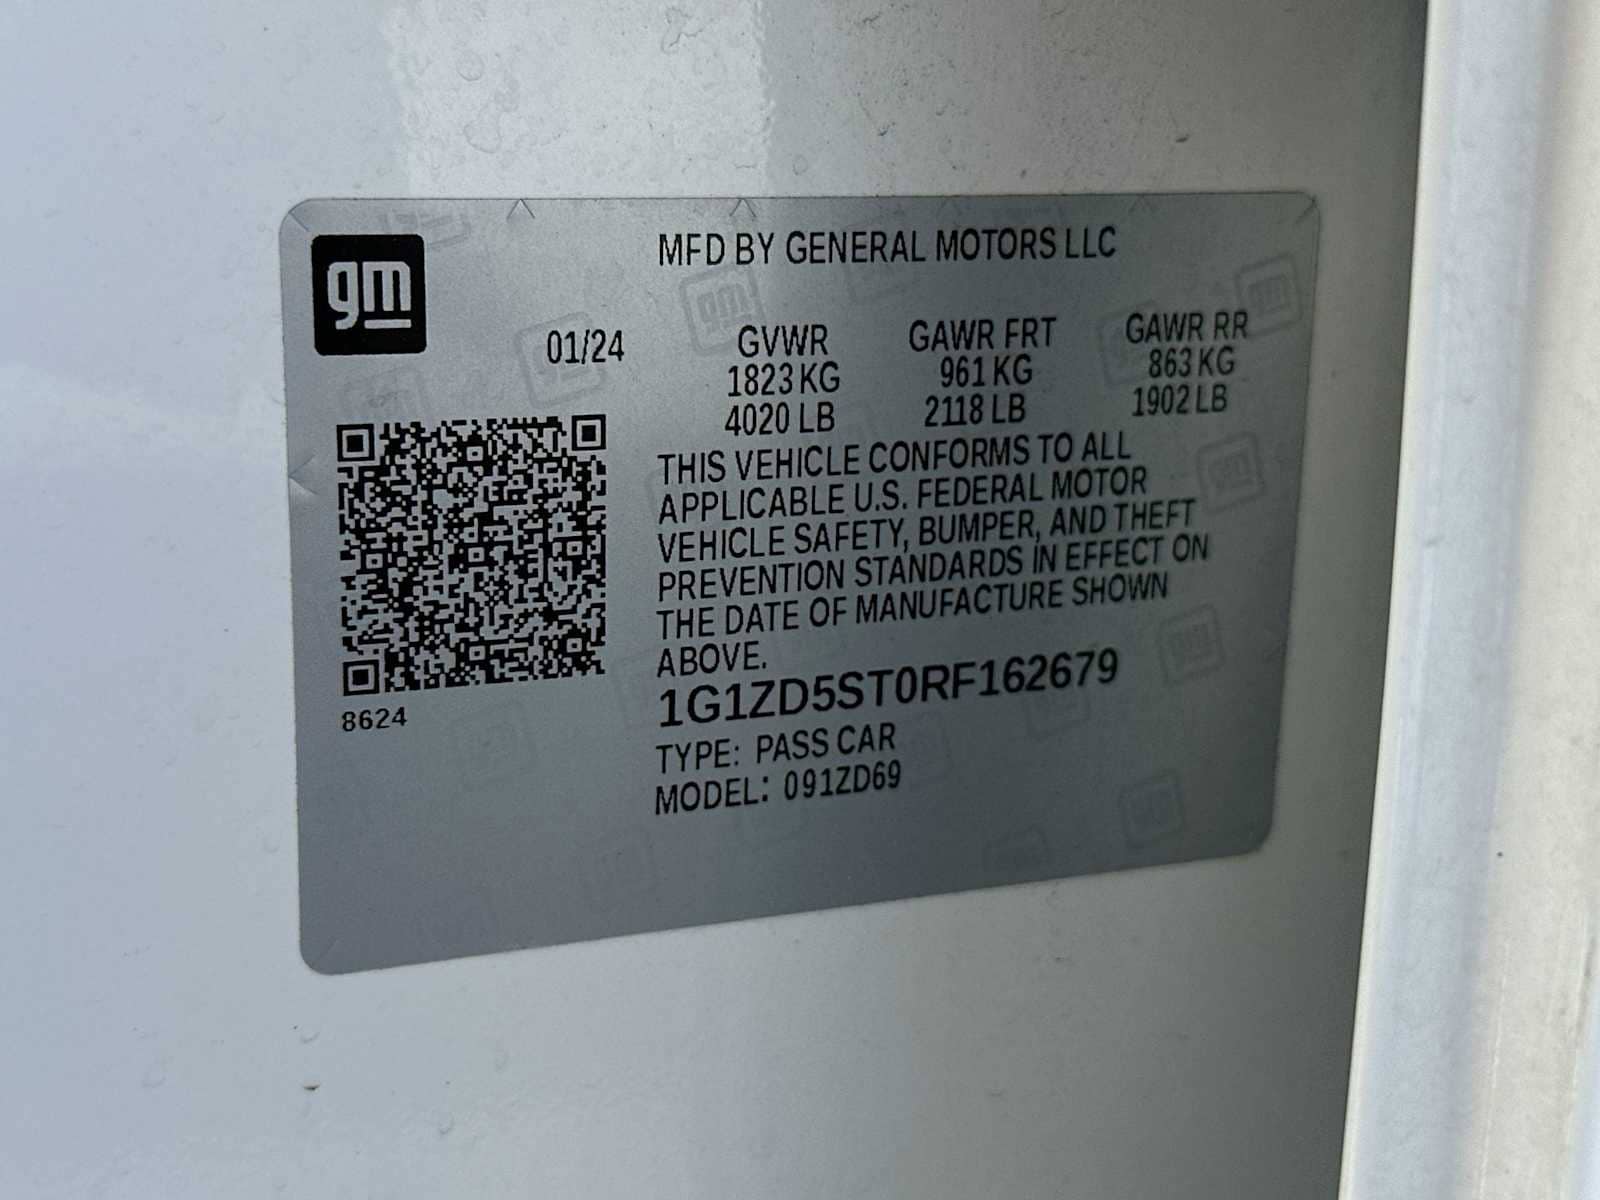 gm
MFD BY GENERAL MOTORS LLC
01/24 GVWR GAWR FRT GAWR RR
1823 KG 961 KG 863 KG
4020 LB 2118 LB 1902 LB
THIS VEHICLE CONFORMS TO ALL
APPLICABLE U.S. FEDERAL MOTOR
VEHICLE SAFETY, BUMPER, AND THEFT
PREVENTION STANDARDS IN EFFECT ON
THE DATE OF MANUFACTURE SHOWN
ABOVE.
8624
1G1ZD5ST0RF162679
TYPE: PASS CAR
MODEL: 091ZD69